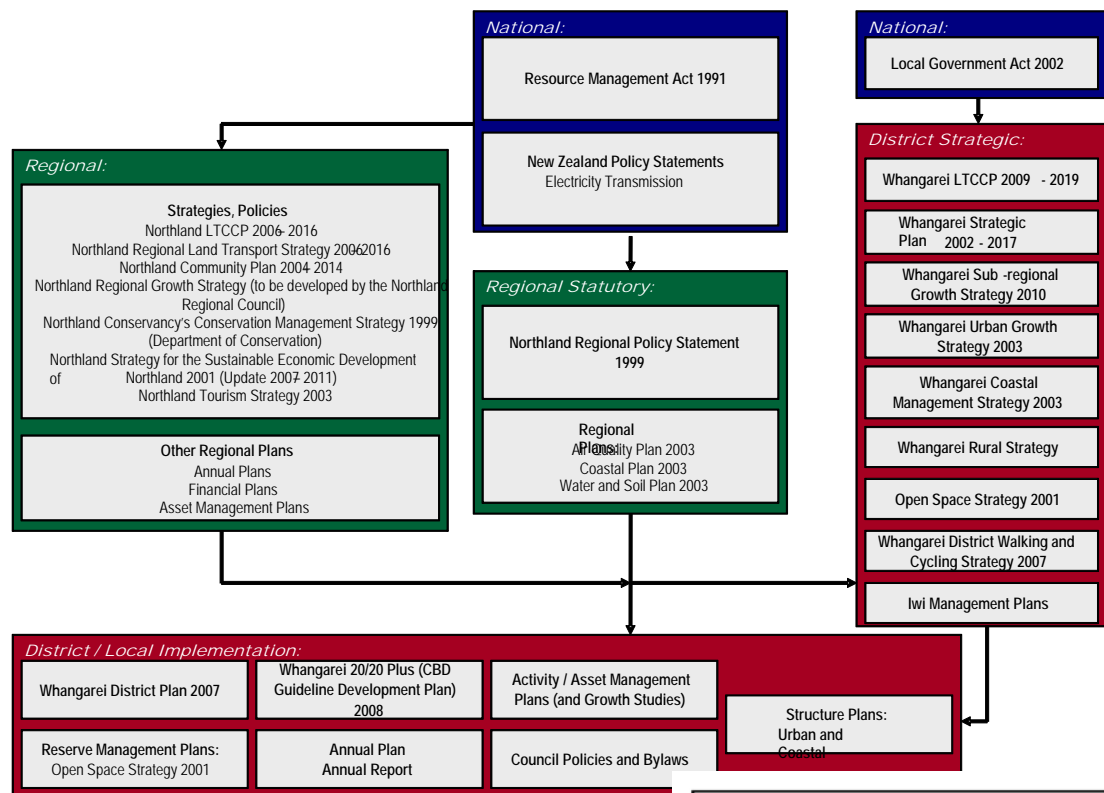 National:
Resource Management Act 1991
New Zealand Policy Statements
Electricity Transmission
National:
Local Government Act 2002
Regional:
Strategies, Policies
Northland LTCCP 2006- 2016
Northland Regional Land Transport Strategy 2006-2016
Northland Community Plan 2004- 2014
Northland Regional Growth Strategy (to be developed by the Northland
Regional Council)
Northland Conservancy's Conservation Management Strategy 1999
(Department of Conservation)
Northland Strategy for the Sustainable Economic Development
of Northland 2001 (Update 2007- 2011)
Northland Tourism Strategy 2003
Other Regional Plans
Annual Plans
Financial Plans
Asset Management Plans
Regional Statutory:
Northland Regional Policy Statement
1999
Regional
Plans:
Air Quality Plan 2003
Coastal Plan 2003
Water and Soil Plan 2003
District Strategic:
Whangarei LTCCP 2009 - 2019
Whangarei Strategic
Plan 2002 - 2017
Whangarei Sub -regional
Growth Strategy 2010
Whangarei Urban Growth
Strategy 2003
Whangarei Coastal
Management Strategy 2003
Whangarei Rural Strategy
Open Space Strategy 2001
Whangarei District Walking and
Cycling Strategy 2007
Iwi Management Plans
District / Local Implementation:
Whangarei District Plan 2007
Whangarei 20/20 Plus (CBD
Guideline Development Plan)
2008
Activity / Asset Management
Plans (and Growth Studies)
Structure Plans:
Urban and
Coastal
Reserve Management Plans:
Open Space Strategy 2001
Annual Plan
Annual Report
Council Policies and Bylaws